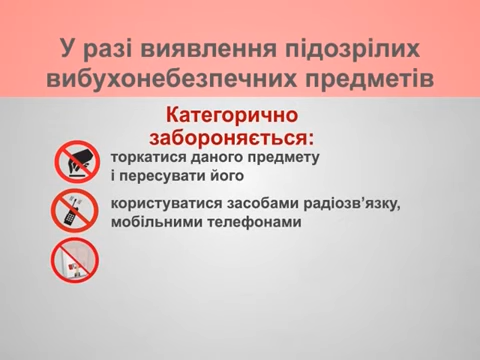 У разі виявлення підозрілих
вибухонебезпечних предметів
Категорично
забороняється:
торкатися даного предмету
і пересувати його
користуватися засобами радіозв’язку,
мобільними телефонами